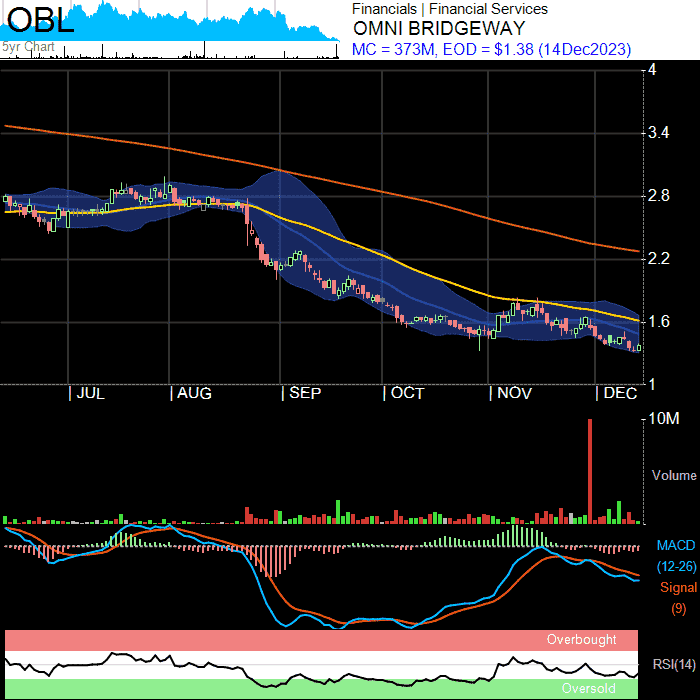 OBL
5yr Chart
Financials | Financial Services
OMNI BRIDGEWAY
MC = 373M, EOD = $1.38 (14Dec2023)
4
3.4
2.8
2.2
1.6
1
| JUL | AUG | SEP | OCT | NOV | DEC
10M
Volume
MACD
(12-26)
Signal
(9)
Overbought
RSI(14)
Oversold